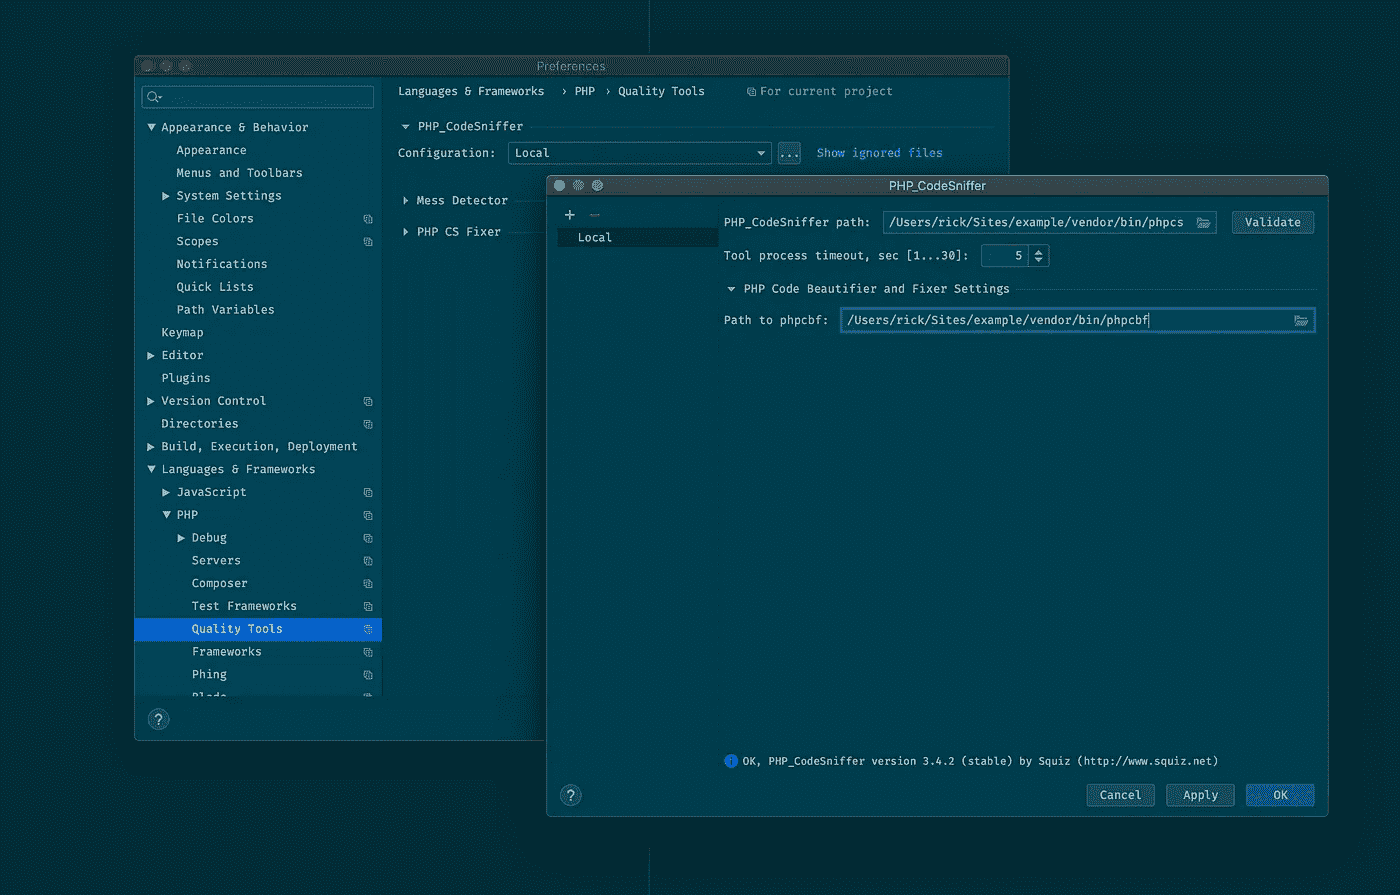 Preferences
Languages & Frameworks › PHP › Quality Tools For current project
Appearance & Behavior
Appearance
Menus and Toolbars
System Settings
File Colors
Scopes
Notifications
Quick Lists
Path Variables
Keymap
Editor
Plugins
Version Control
Directories
Build, Execution, Deployment
Languages & Frameworks
JavaScript
PHP
Debug
Servers
Composer
Test Frameworks
Quality Tools
Frameworks
Phing
?
PHP_CodeSniffer
Configuration: Local ... Show ignored files
Mess Detector
PHP CS Fixer
PHP_CodeSniffer
+ −
Local
PHP_CodeSniffer path: /Users/rick/Sites/example/vendor/bin/phpcs Validate
Tool process timeout, sec [1...30]: 5
PHP Code Beautifier and Fixer Settings
Path to phpcbf: /Users/rick/Sites/example/vendor/bin/phpcbf
OK, PHP_CodeSniffer version 3.4.2 (stable) by Squiz (http://www.squiz.net)
? Cancel Apply OK